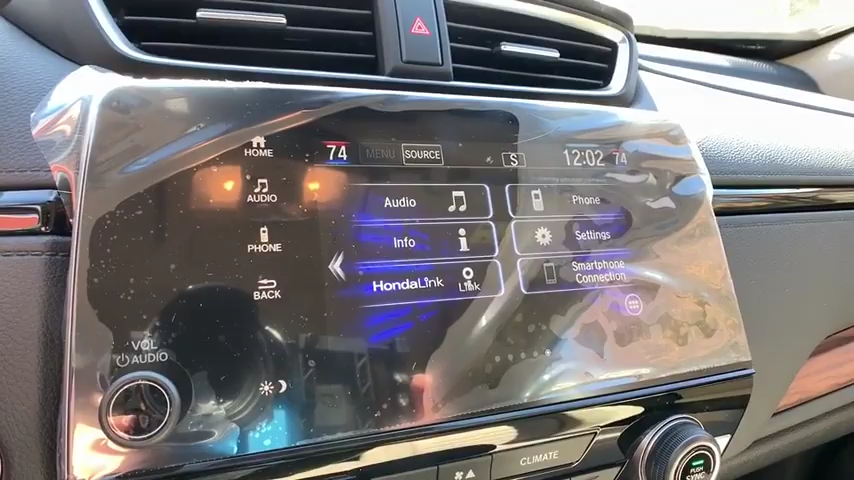 HOME
74 MENU SOURCE S 12:02 74
AUDIO
Audio
Phone
PHONE
Info
Settings
BACK
HondaLink Link
Smartphone
Connection
VOL
AUDIO
CLIMATE
PUSH
SYNC